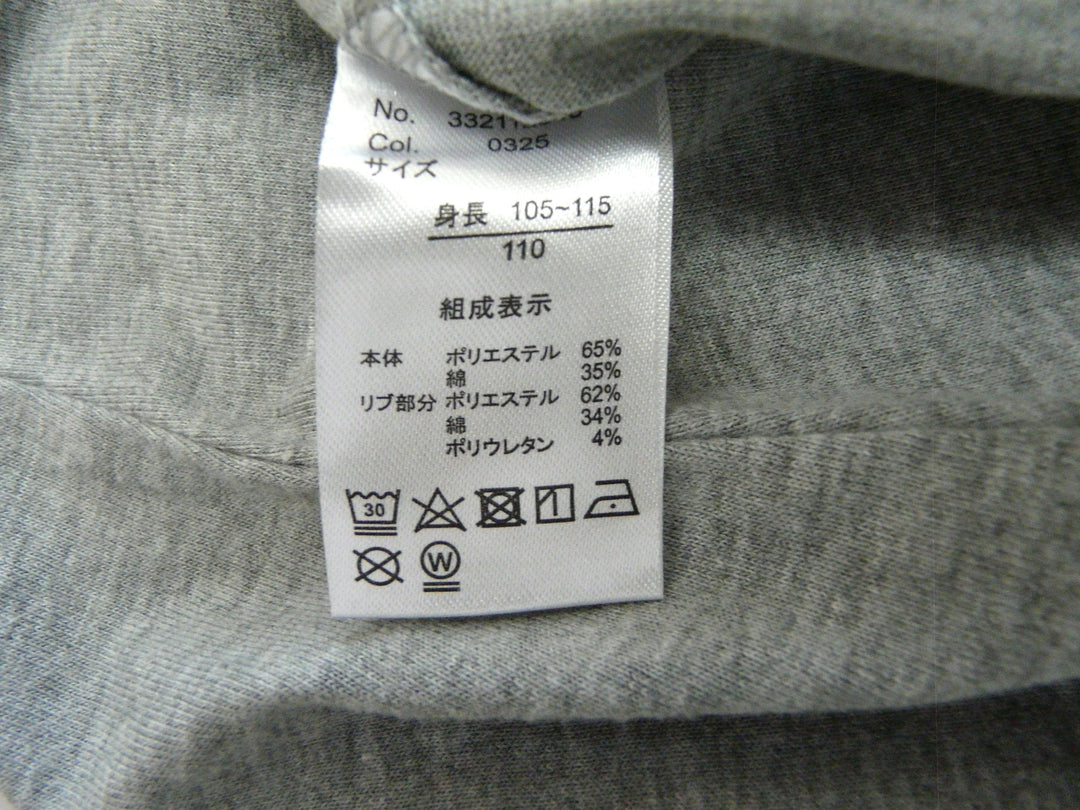 No.
Col. 0325
サイズ
身長 105~115
110
組成表示
本体 ポリエステル 65%
綿 35%
リブ部分 ポリエステル 62%
綿 34%
ポリウレタン 4%
30
W